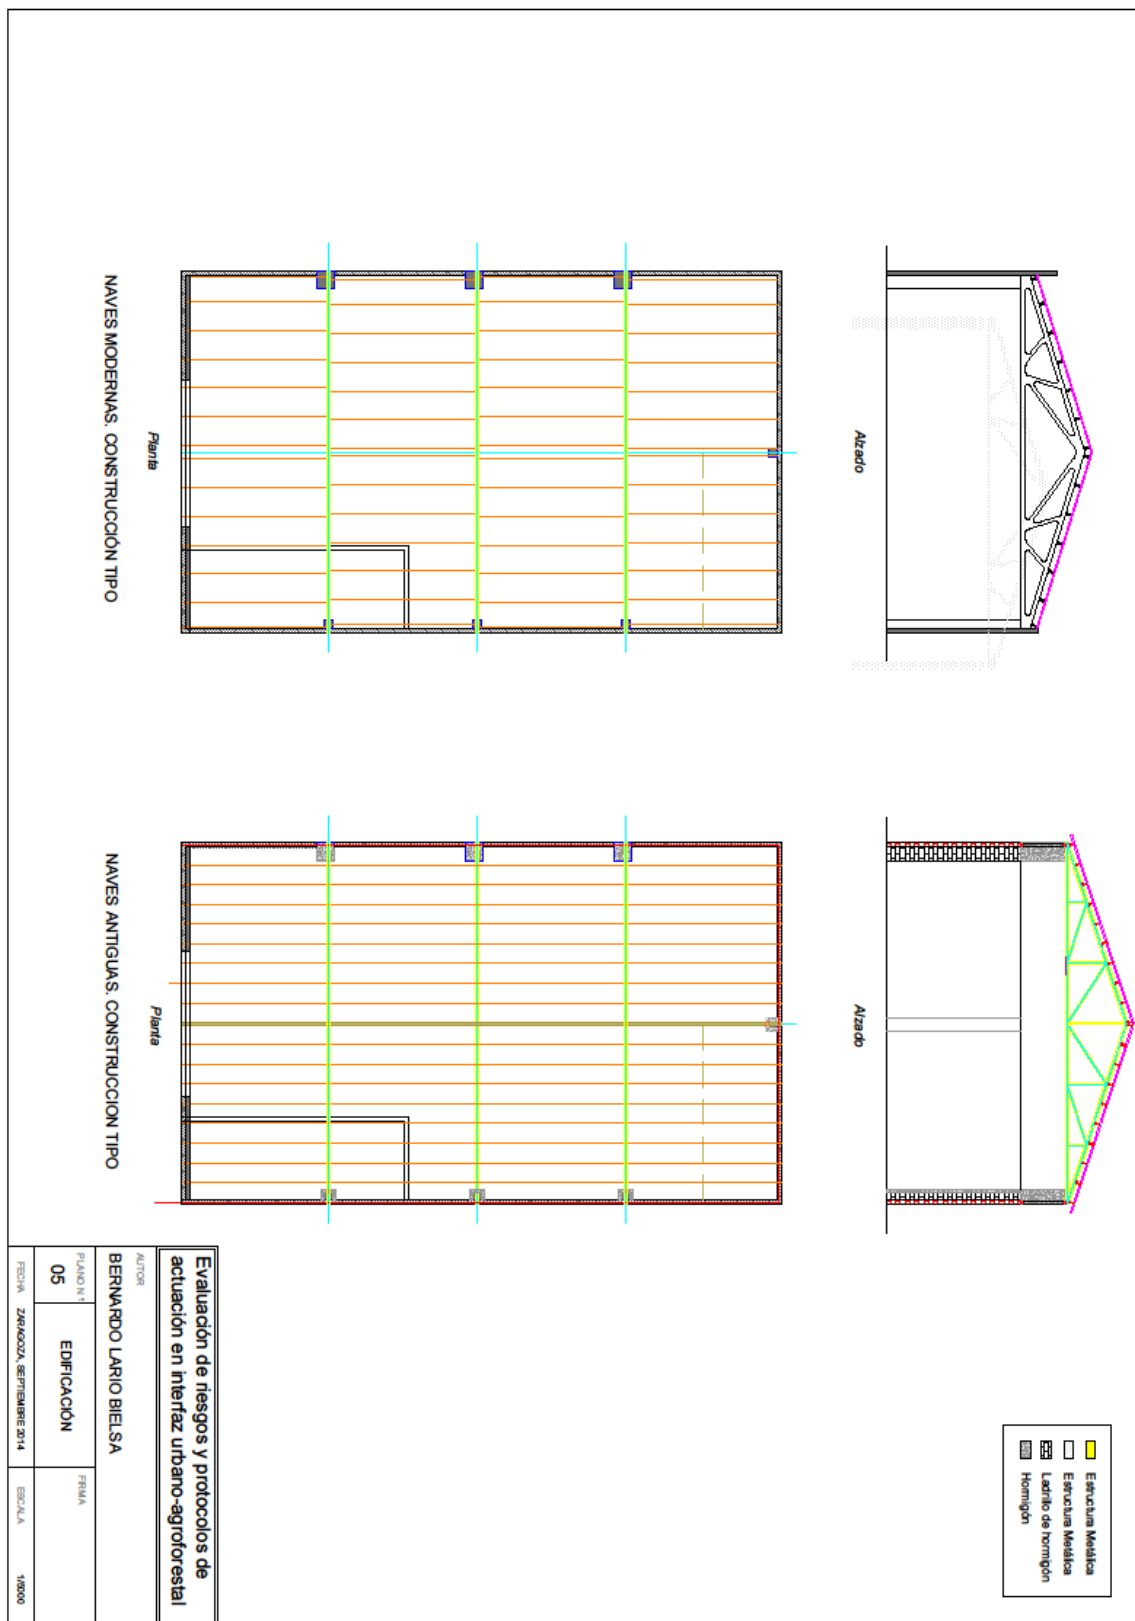 Alzado
Planta
NAVES MODERNAS. CONSTRUCCIÓN TIPO
Alzado
Planta
NAVES ANTIGUAS. CONSTRUCCION TIPO
Estructura Metálica
Estructura Metálica
Ladrillo de hormigón
Hormigón
Evaluación de riesgos y protocolos de
actuación en interfaz urbano-agroforestal
AUTOR
BERNARDO LARIO BIELSA
PLANO Nº
05
EDIFICACIÓN
FIRMA
FECHA
ZARAGOZA, SEPTIEMBRE 2014
ESCALA
1/5000